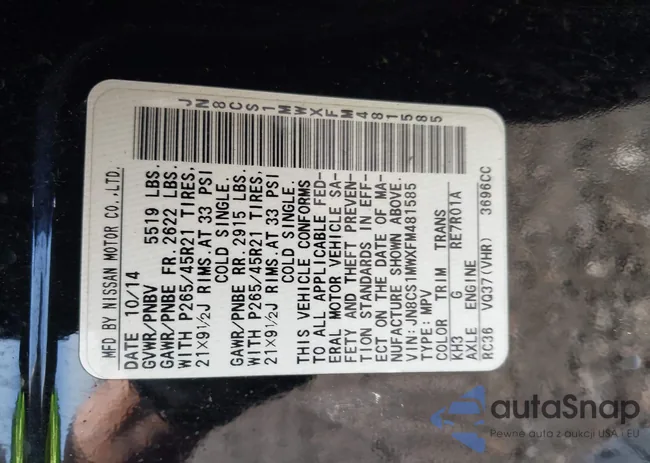 JN8CS1MWXFM481585
MFD BY NISSAN MOTOR CO.,LTD.
DATE 10/14
GVWR/PNBV 5519 LBS.
GAWR/PNBE FR. 2622 LBS.
WITH P265/45R21 TIRES.
21X9½J RIMS.AT 33 PSI
COLD SINGLE.
GAWR/PNBE RR. 2915 LBS.
WITH P265/45R21 TIRES.
21X9½J RIMS.AT 33 PSI
COLD SINGLE.
THIS VEHICLE CONFORMS
TO ALL APPLICABLE FED-
ERAL MOTOR VEHICLE SA-
FETY AND THEFT PREVEN-
TION STANDARDS IN EFF-
ECT ON THE DATE OF MA-
NUFACTURE SHOWN ABOVE.
VIN:JN8CS1MWXFM481585
TYPE:MPV
COLOR TRIM TRANS
KH3 G RE7R01A
AXLE ENGINE
RC36 VQ37(VHR) 3696CC
autaSnap
Pewne auta z aukcji USA i EU